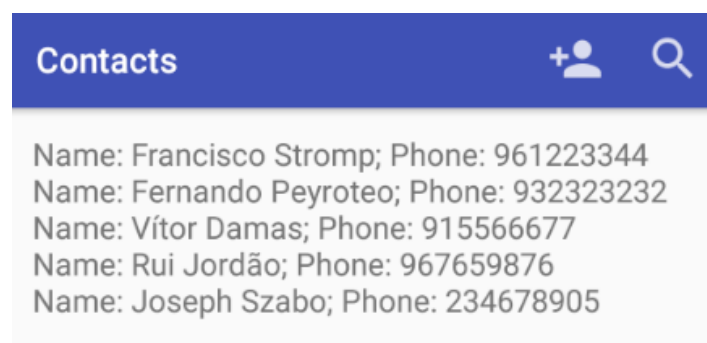 Contacts
Name: Francisco Stromp; Phone: 961223344
Name: Fernando Peyroteo; Phone: 932323232
Name: Vítor Damas; Phone: 915566677
Name: Rui Jordão; Phone: 967659876
Name: Joseph Szabo; Phone: 234678905